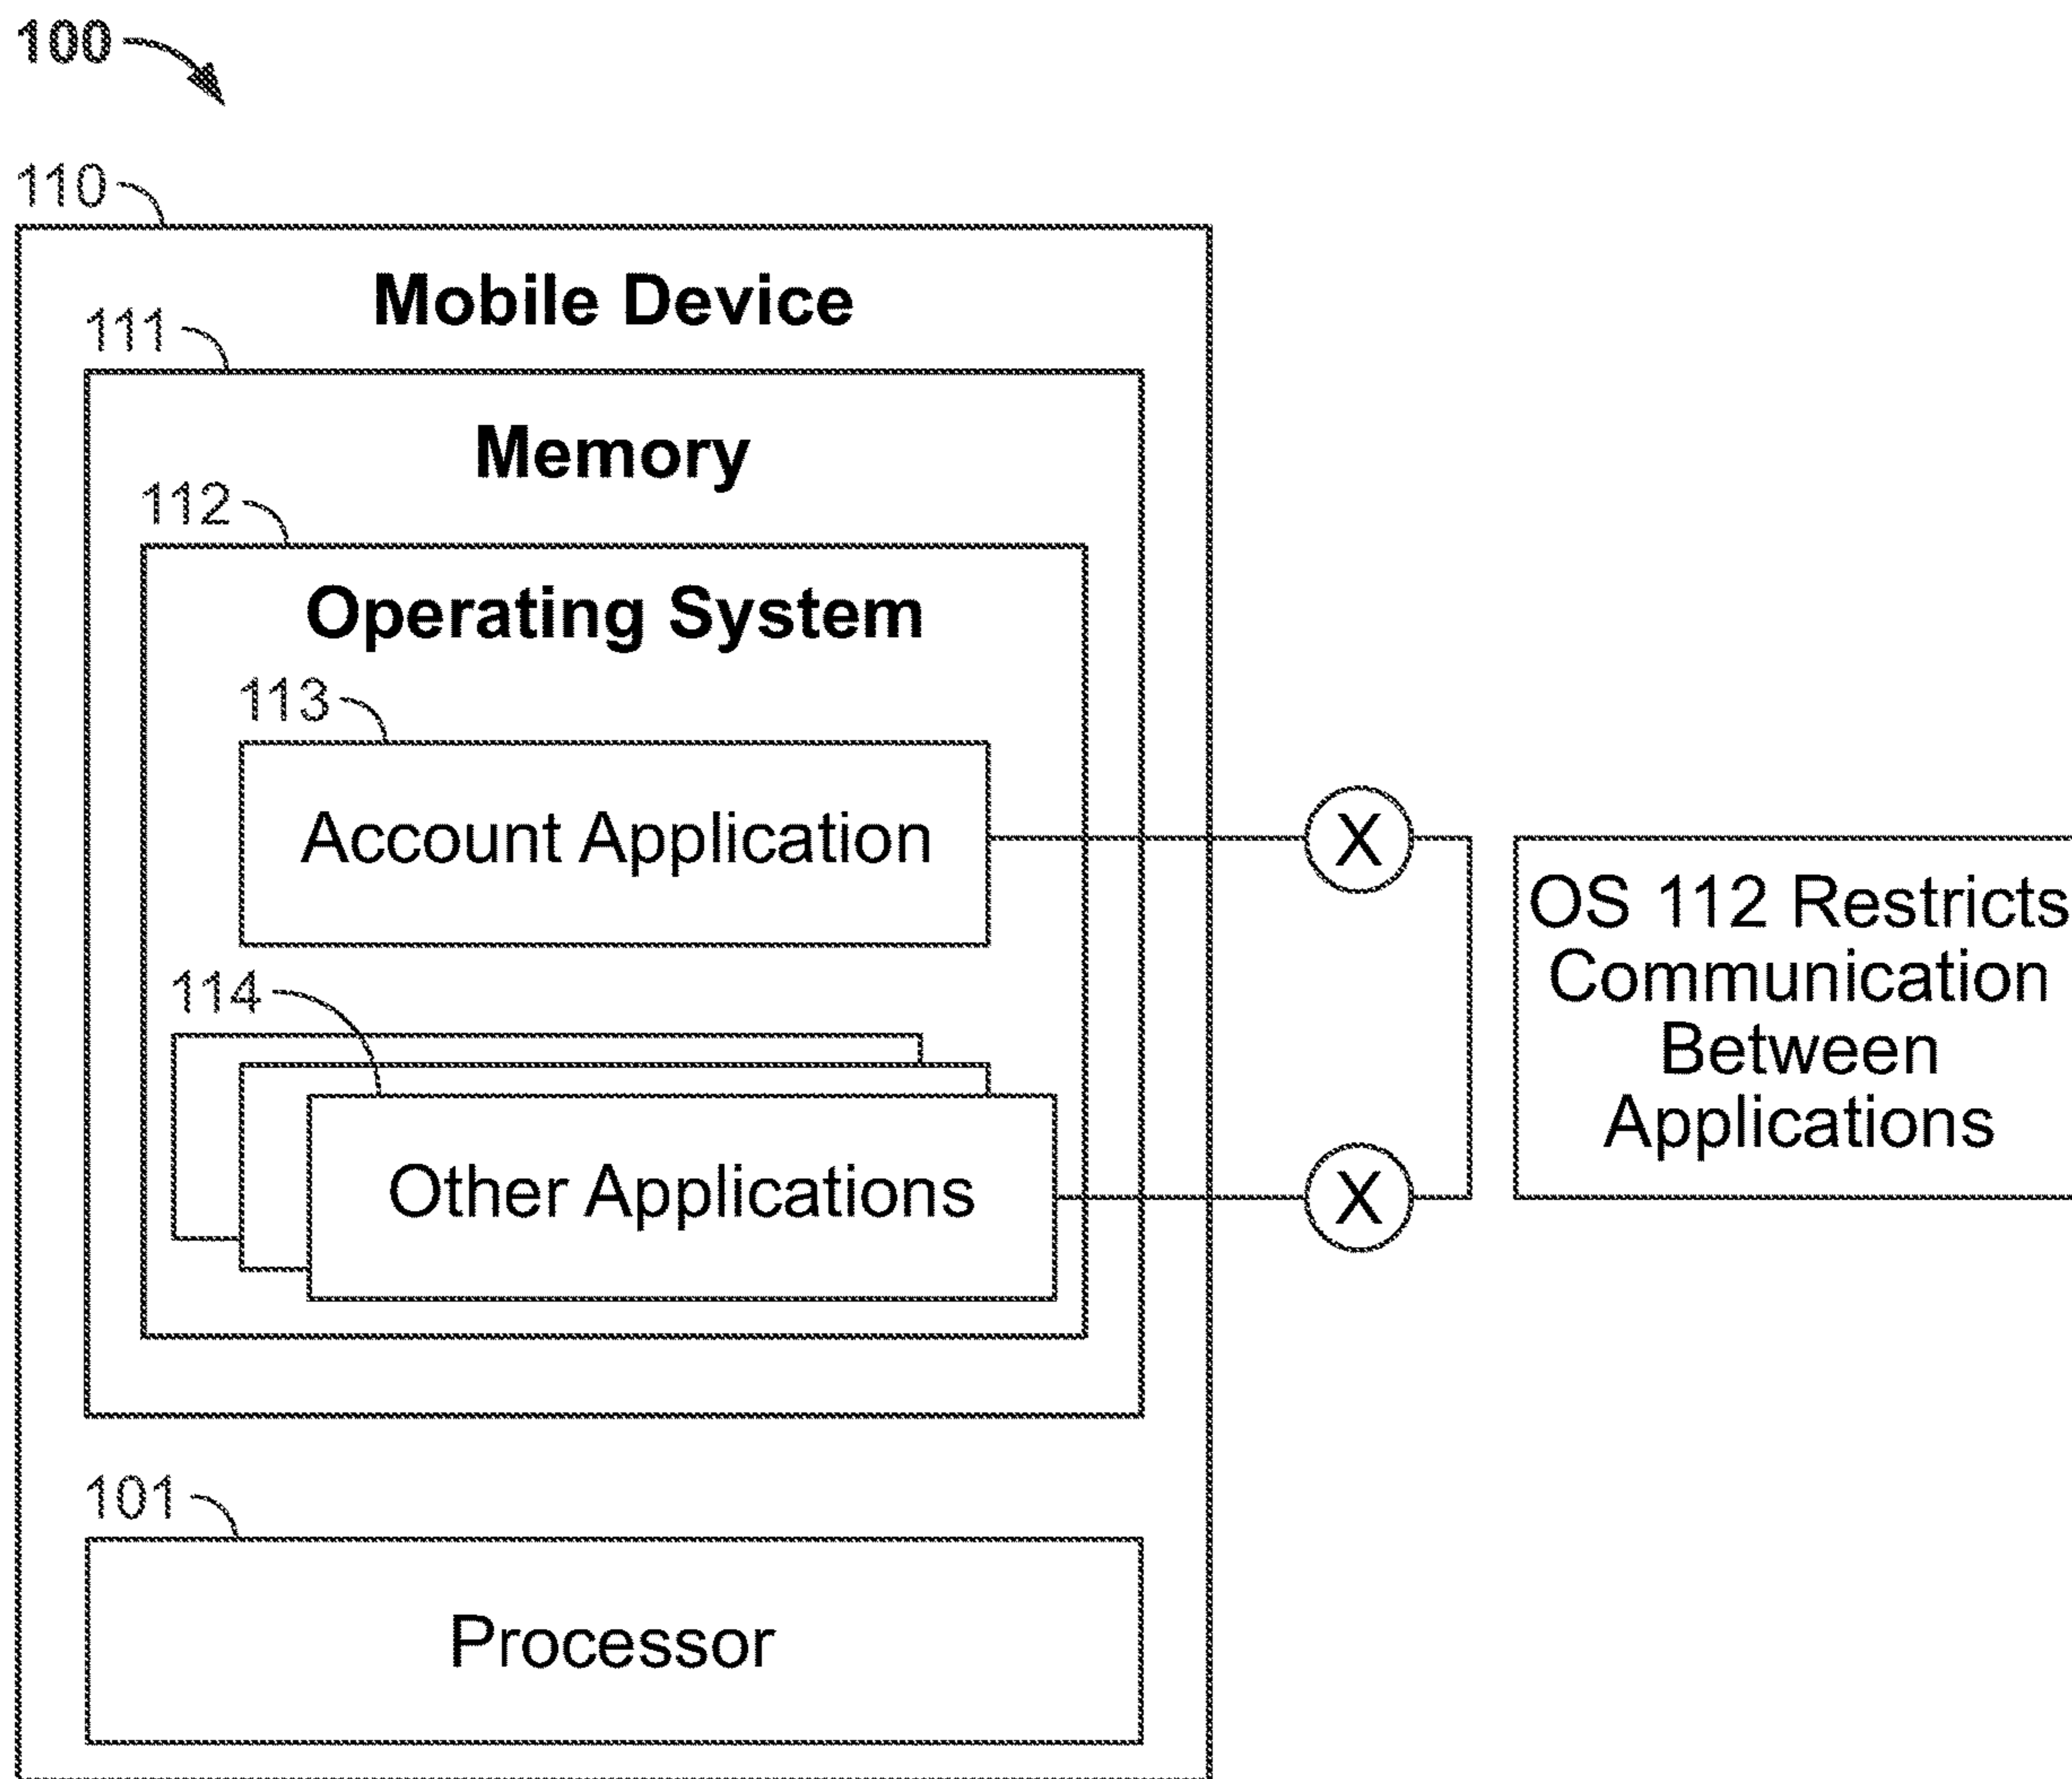 100
110
Mobile Device
111
Memory
112
Operating System
113
Account Application
X
OS 112 Restricts
Communication
Between
Applications
114
Other Applications
X
101
Processor